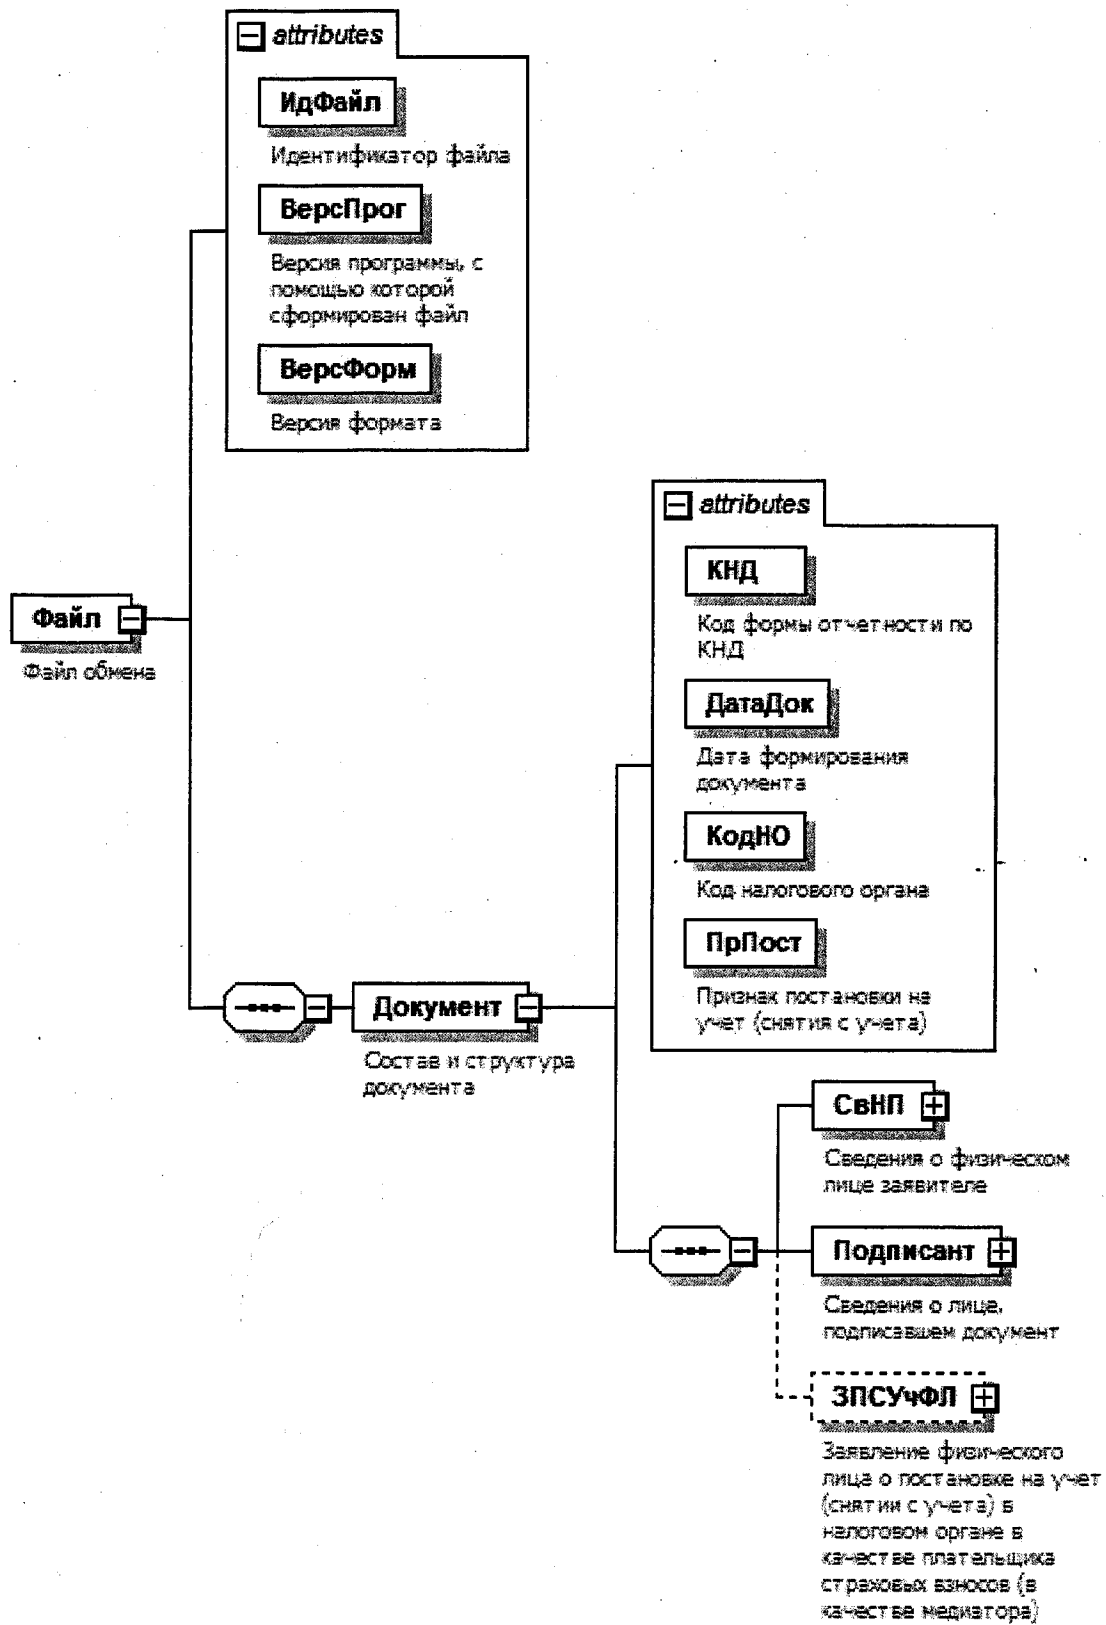 attributes
ИдФайл
Идентификатор файла
ВерсПрог
Версия программы, с
помощью которой
сформирован файл
ВерсФорм
Версия формата
Файл
Файл обмена
attributes
КНД
Код формы отчетности по
КНД
ДатаДок
Дата формирования
документа
КодНО
Код налогового органа
ПрПост
Признак постановки на
учет (снятия с учета)
Документ
Состав и структура
документа
СвНП
Сведения о физическом
лице заявителе
Подписант
Сведения о лице,
подписавшем документ
ЗПСУчФЛ
Заявление физического
лица о постановке на учет
(снятии с учета) в
налоговом органе в
качестве плательщика
страховых взносов (в
качестве медиатора)